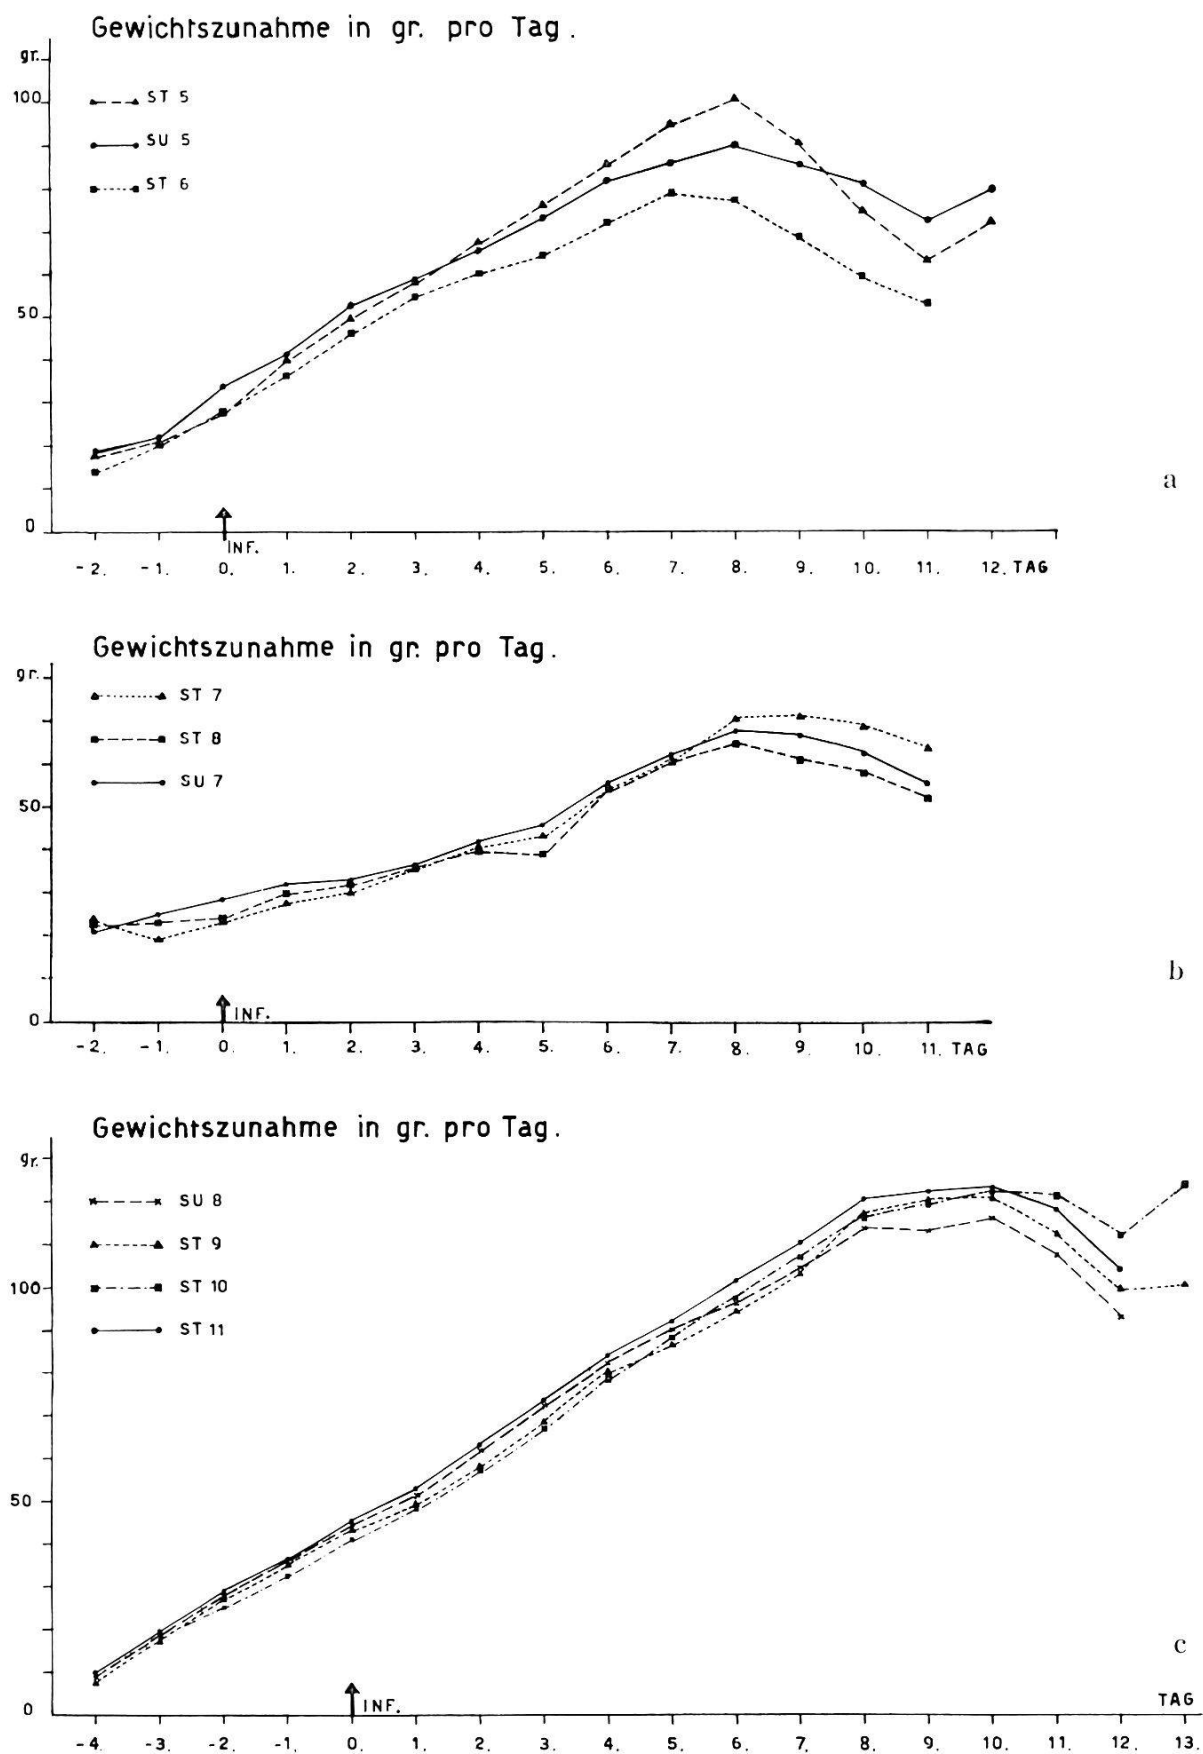 Gewichtszunahme in gr. pro Tag.
gr.
100
ST 5
SU 5
ST 6
50
a
0
INF.
-2. -1. 0. 1. 2. 3. 4. 5. 6. 7. 8. 9. 10. 11. 12. TAG
Gewichtszunahme in gr. pro Tag.
gr.
ST 7
ST 8
SU 7
50
b
0
INF.
-2. -1. 0. 1. 2. 3. 4. 5. 6. 7. 8. 9. 10. 11. TAG
Gewichtszunahme in gr. pro Tag.
gr.
SU 8
ST 9
100
ST 10
ST 11
50
c
0
INF.
TAG
-4. -3. -2. -1. 0. 1. 2. 3. 4. 5. 6. 7. 8. 9. 10. 11. 12. 13.